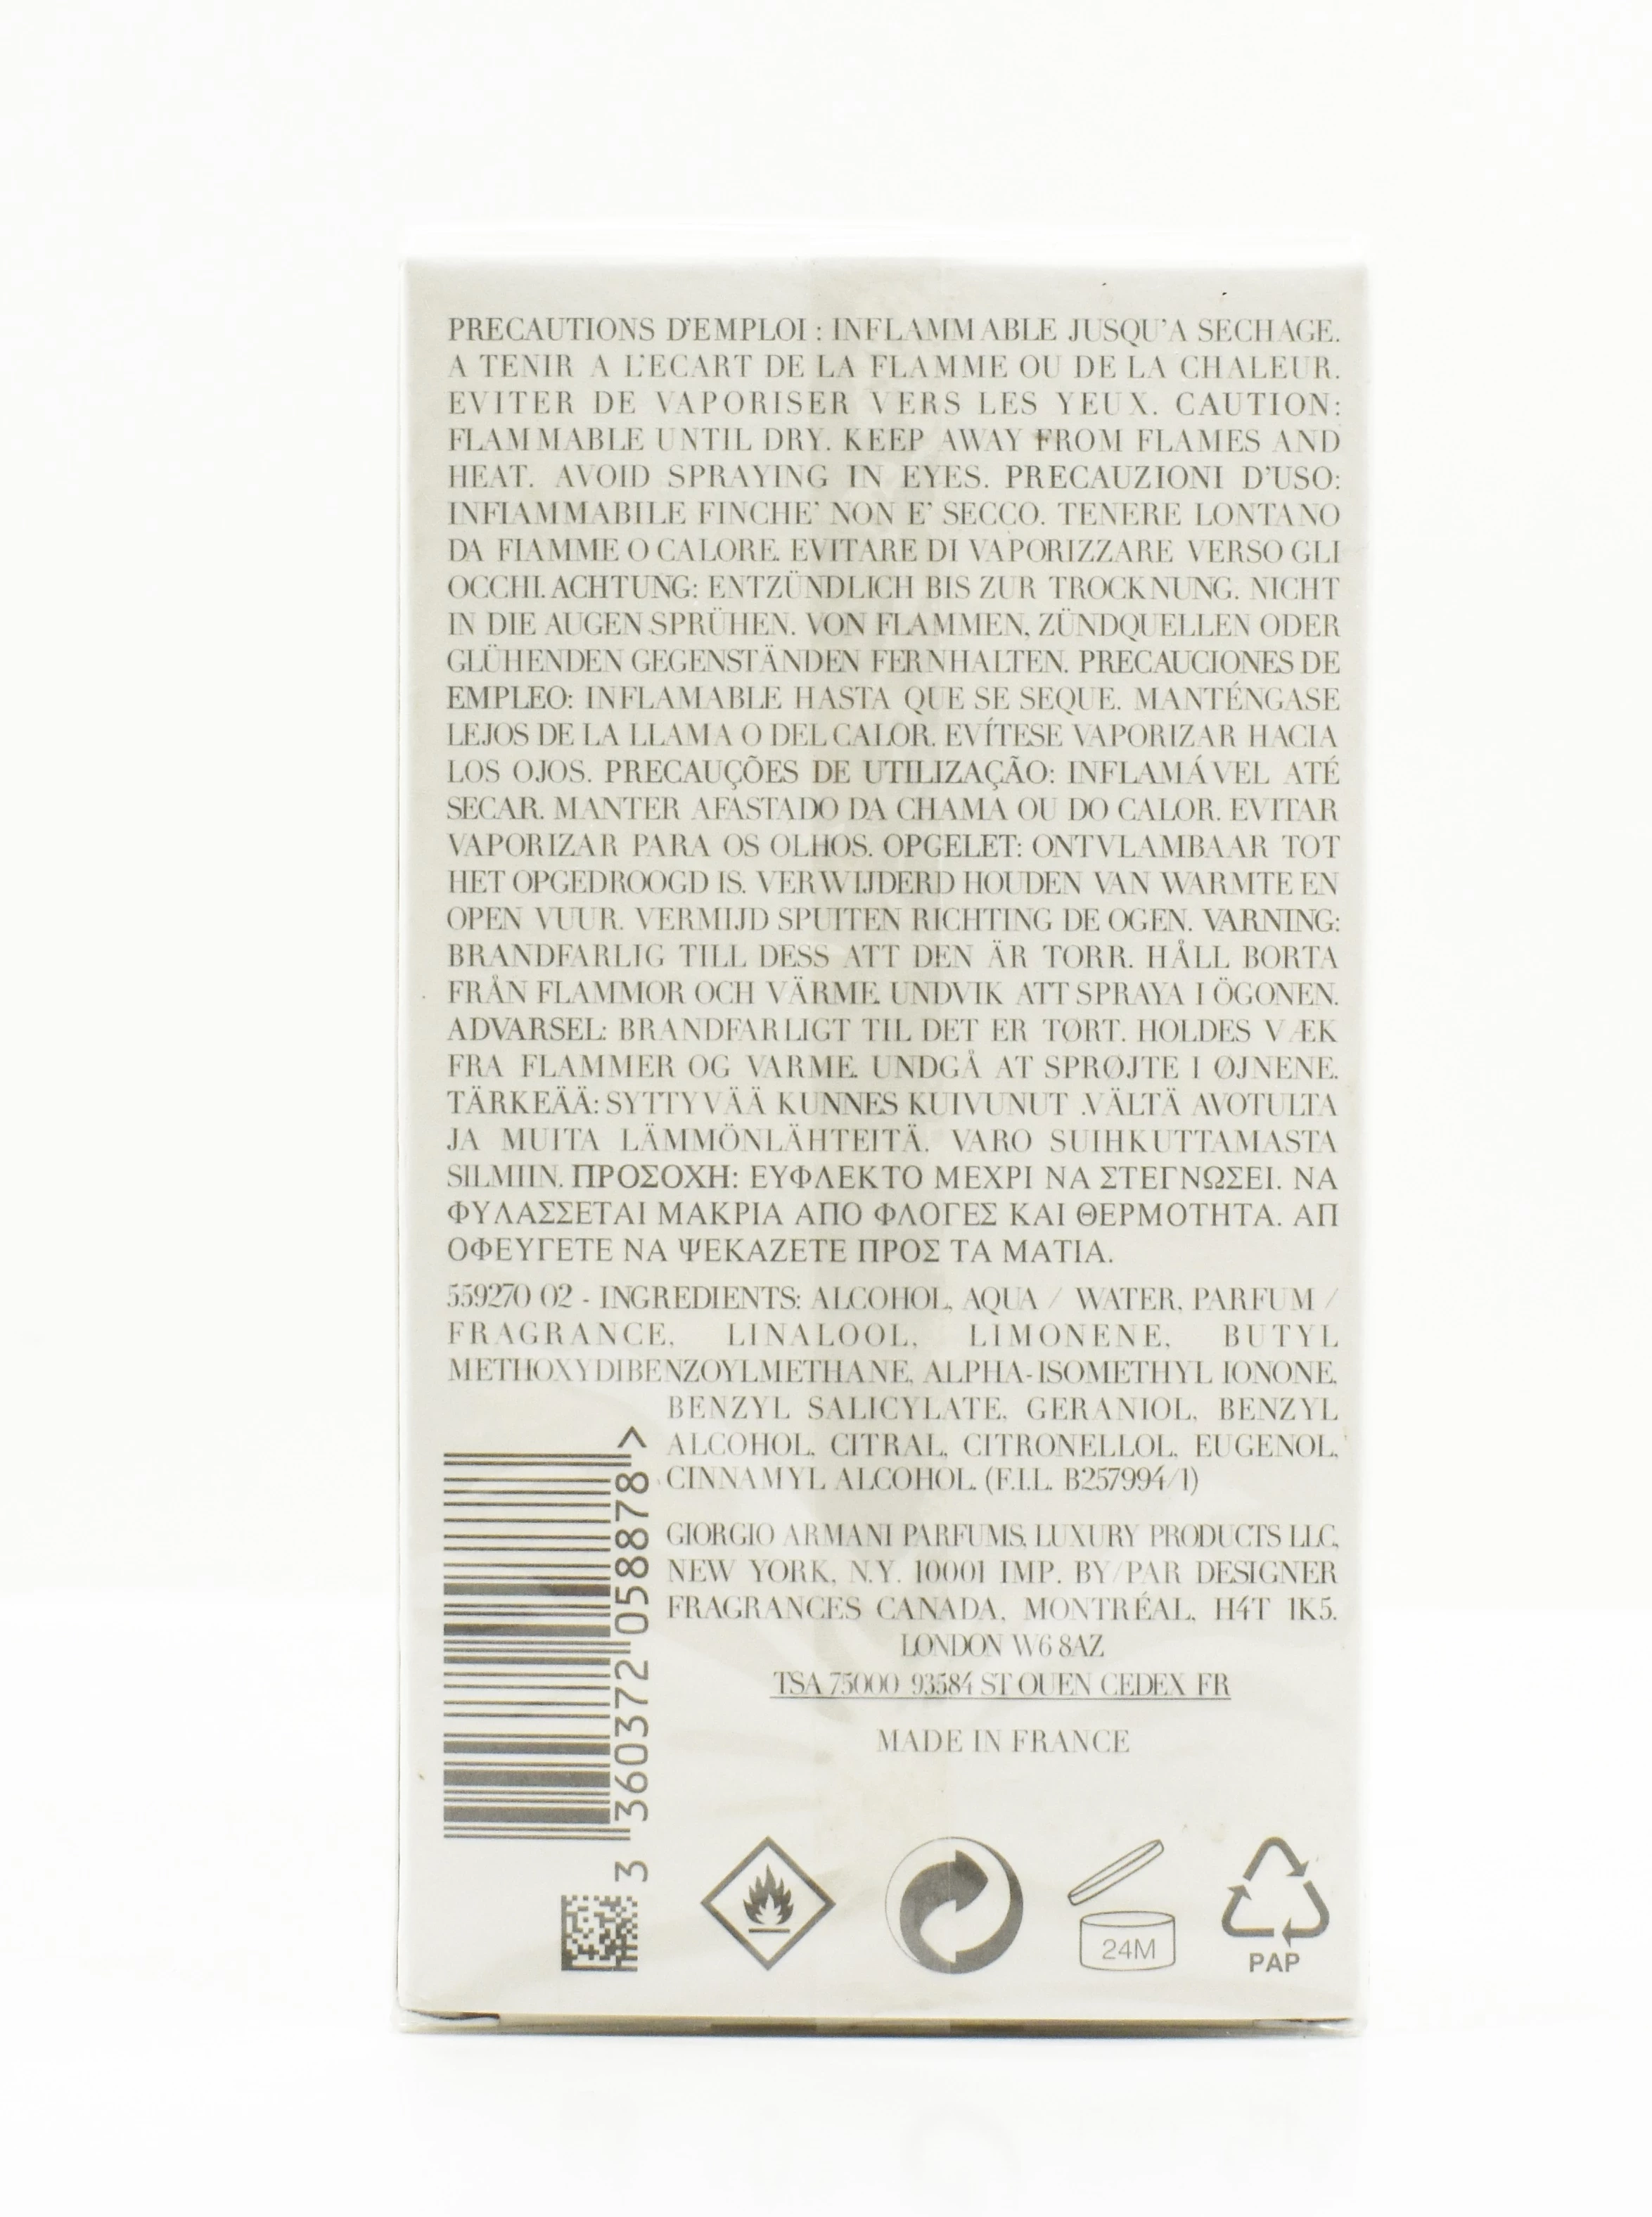 PRECAUTIONS D'EMPLOI : INFLAMMABLE JUSQU'A SECHAGE.
A TENIR A L'ECART DE LA FLAMME OU DE LA CHALEUR.
EVITER DE VAPORISER VERS LES YEUX. CAUTION:
FLAMMABLE UNTIL DRY. KEEP AWAY FROM FLAMES AND
HEAT. AVOID SPRAYING IN EYES. PRECAUZIONI D'USO:
INFIAMMABILE FINCHE' NON E' SECCO. TENERE LONTANO
DA FIAMME O CALORE. EVITARE DI VAPORIZZARE VERSO GLI
OCCHI. ACHTUNG: ENTZÜNDLICH BIS ZUR TROCKNUNG. NICHT
IN DIE AUGEN SPRÜHEN. VON FLAMMEN, ZÜNDQUELLEN ODER
GLÜHENDEN GEGENSTÄNDEN FERNHALTEN. PRECAUCIONES DE
EMPLEO: INFLAMABLE HASTA QUE SE SEQUE. MANTÉNGASE
LEJOS DE LA LLAMA O DEL CALOR. EVÍTESE VAPORIZAR HACIA
LOS OJOS. PRECAUÇÕES DE UTILIZAÇÃO: INFLAMÁVEL ATÉ
SECAR. MANTER AFASTADO DA CHAMA OU DO CALOR. EVITAR
VAPORIZAR PARA OS OLHOS. OPGELET: ONTVLAMBAAR TOT
HET OPGEDROOGD IS. VERWIJDERD HOUDEN VAN WARMTE EN
OPEN VUUR. VERMIJD SPUITEN RICHTING DE OGEN. VARNING:
BRANDFARLIG TILL DESS ATT DEN ÄR TORR. HÅLL BORTA
FRÅN FLAMMOR OCH VÄRME. UNDVIK ATT SPRAYA I ÖGONEN.
ADVARSEL: BRANDFARLIGT TIL DET ER TØRT. HOLDES VÆK
FRA FLAMMER OG VARME. UNDGÅ AT SPRØJTE I ØJNENE.
TÄRKEÄÄ: SYTTYVÄÄ KUNNES KUIVUNUT .VÄLTÄ AVOTULTA
JA MUITA LÄMMÖNLÄHTEITÄ. VARO SUIHKUTTAMASTA
SILMIIN. ΠΡΟΣΟΧΗ: ΕΥΦΛΕΚΤΟ ΜΕΧΡΙ ΝΑ ΣΤΕΓΝΩΣΕΙ. ΝΑ
ΦΥΛΑΣΣΕΤΑΙ ΜΑΚΡΙΑ ΑΠΟ ΦΛΟΓΕΣ ΚΑΙ ΘΕΡΜΟΤΗΤΑ. ΑΠ
ΟΦΕΥΓΕΤΕ ΝΑ ΨΕΚΑΖΕΤΕ ΠΡΟΣ ΤΑ ΜΑΤΙΑ.
559270 02 - INGREDIENTS: ALCOHOL, AQUA / WATER, PARFUM /
FRAGRANCE, LINALOOL, LIMONENE, BUTYL
METHOXYDIBENZOYLMETHANE, ALPHA-ISOMETHYL IONONE,
BENZYL SALICYLATE, GERANIOL, BENZYL
ALCOHOL, CITRAL, CITRONELLOL, EUGENOL,
CINNAMYL ALCOHOL. (F.I.L. B257994/1)
GIORGIO ARMANI PARFUMS, LUXURY PRODUCTS LLC,
NEW YORK, N.Y. 10001 IMP. BY/PAR DESIGNER
FRAGRANCES CANADA, MONTRÉAL, H4T 1K5.
LONDON W6 8AZ
TSA 75000 93584 ST OUEN CEDEX FR
MADE IN FRANCE
3 360372 058878 >
24M
PAP